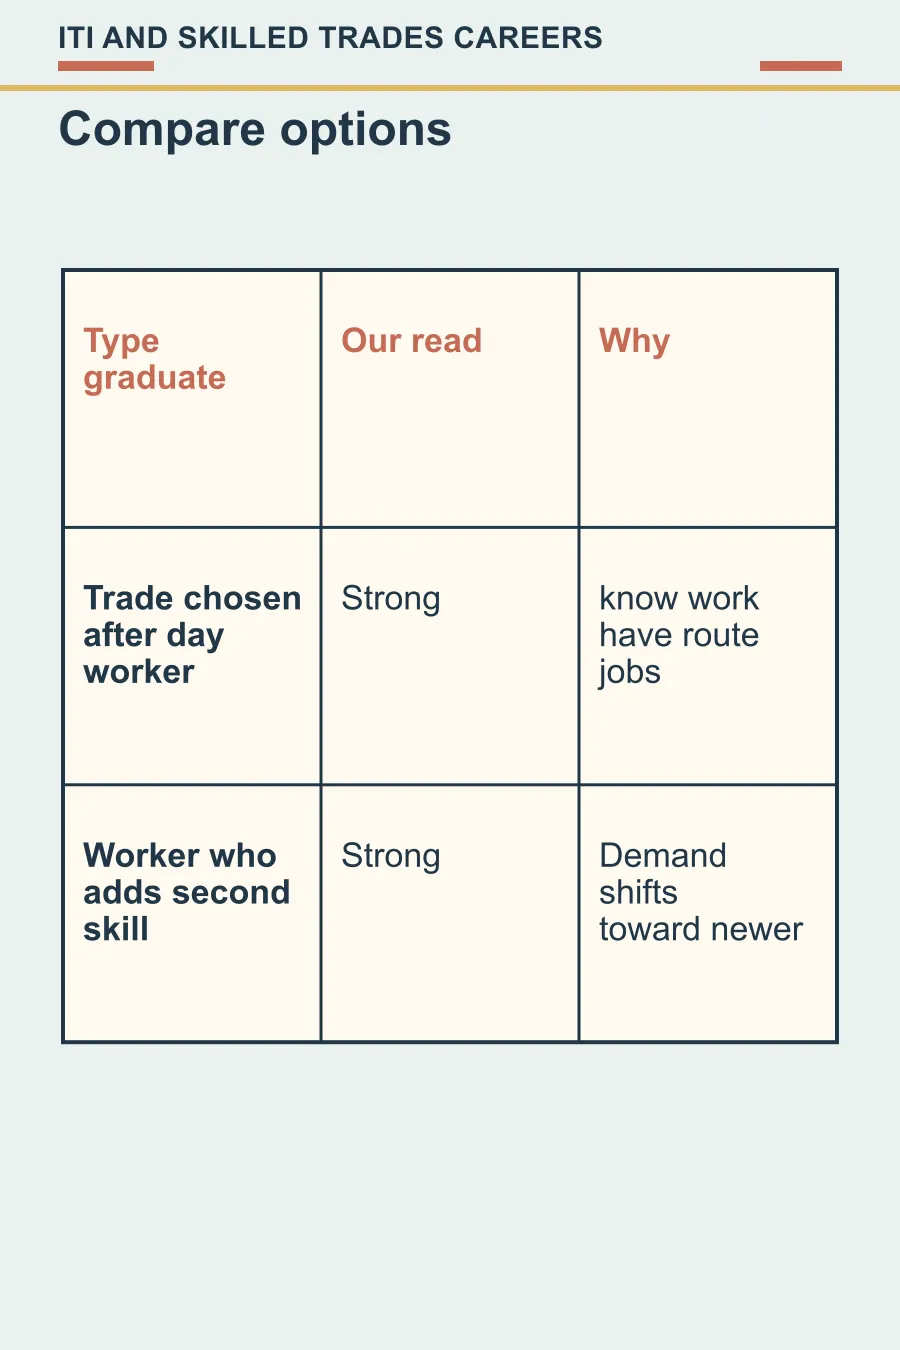 ITI AND SKILLED TRADES CAREERS
Compare options
Type
graduate
Our read
Why
Trade chosen
after day
worker
Strong
know work
have route
jobs
Worker who
adds second
skill
Strong
Demand
shifts
toward newer